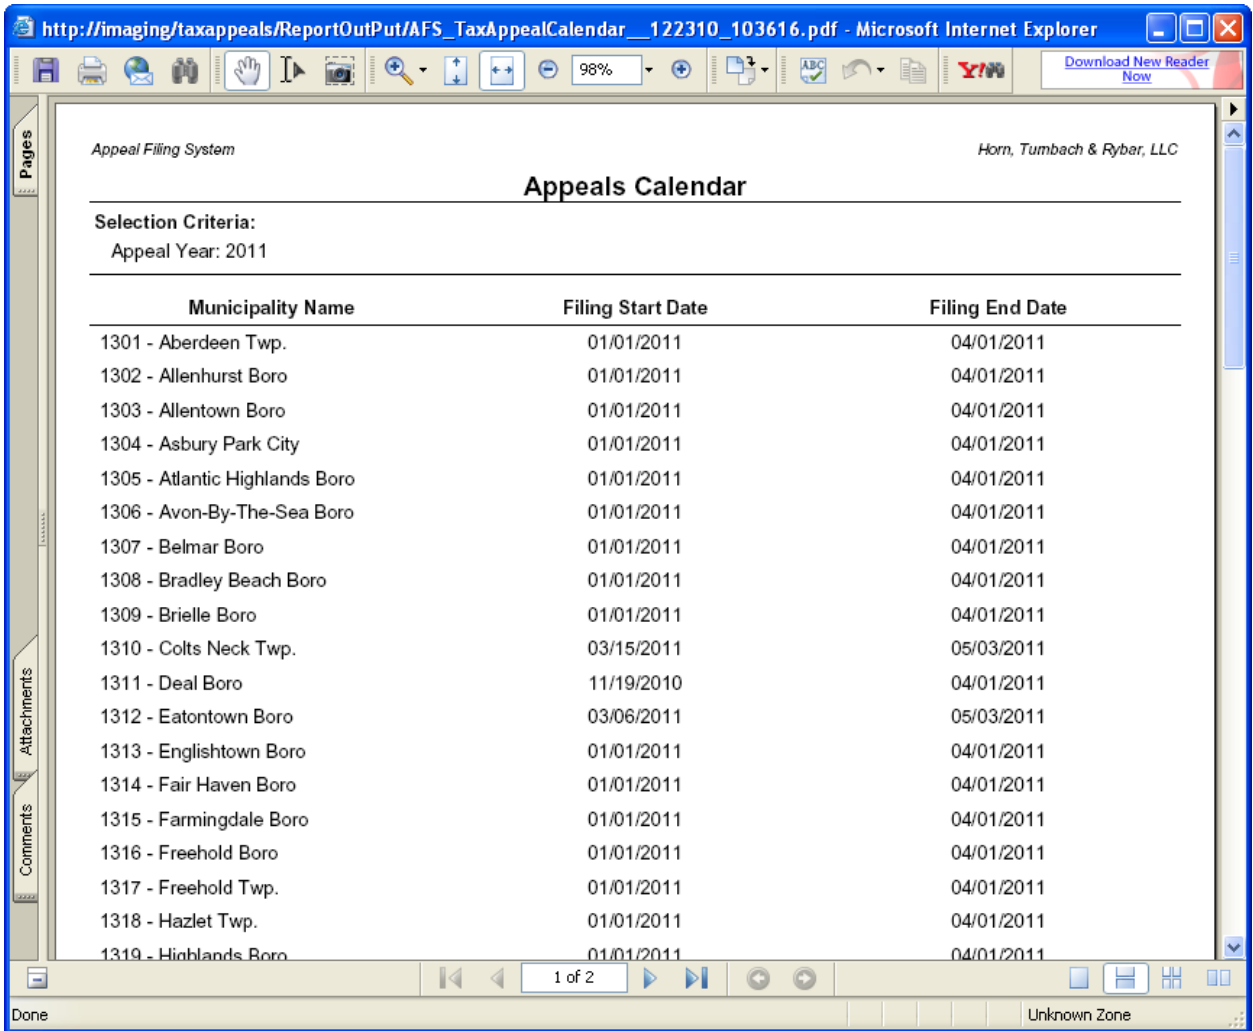 http://imaging/taxappeals/ReportOutPut/AFS_TaxAppealCalendar__122310_103616.pdf - Microsoft Internet Explorer
98%
ABC
Y!
Download New Reader Now
Pages
Attachments
Comments
Appeal Filing System Horn, Tumbach & Rybar, LLC
Appeals Calendar
Selection Criteria:
Appeal Year: 2011
Municipality Name Filing Start Date Filing End Date
1301 - Aberdeen Twp. 01/01/2011 04/01/2011
1302 - Allenhurst Boro 01/01/2011 04/01/2011
1303 - Allentown Boro 01/01/2011 04/01/2011
1304 - Asbury Park City 01/01/2011 04/01/2011
1305 - Atlantic Highlands Boro 01/01/2011 04/01/2011
1306 - Avon-By-The-Sea Boro 01/01/2011 04/01/2011
1307 - Belmar Boro 01/01/2011 04/01/2011
1308 - Bradley Beach Boro 01/01/2011 04/01/2011
1309 - Brielle Boro 01/01/2011 04/01/2011
1310 - Colts Neck Twp. 03/15/2011 05/03/2011
1311 - Deal Boro 11/19/2010 04/01/2011
1312 - Eatontown Boro 03/06/2011 05/03/2011
1313 - Englishtown Boro 01/01/2011 04/01/2011
1314 - Fair Haven Boro 01/01/2011 04/01/2011
1315 - Farmingdale Boro 01/01/2011 04/01/2011
1316 - Freehold Boro 01/01/2011 04/01/2011
1317 - Freehold Twp. 01/01/2011 04/01/2011
1318 - Hazlet Twp. 01/01/2011 04/01/2011
1319 - Highlands Boro 01/01/2011 04/01/2011
1 of 2
Done Unknown Zone